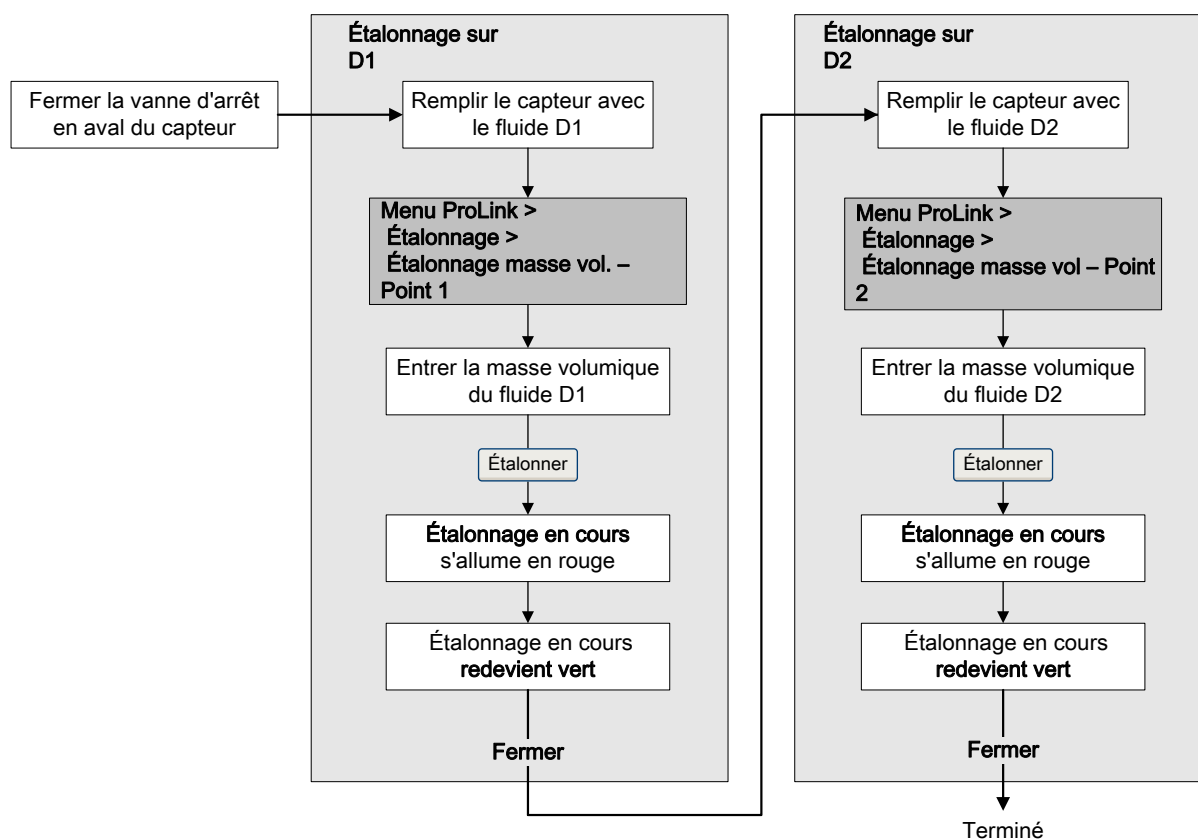 Fermer la vanne d'arrêt
en aval du capteur
Étalonnage sur
D1
Remplir le capteur avec
le fluide D1
Menu ProLink >
Étalonnage >
Étalonnage masse vol. –
Point 1
Entrer la masse volumique
du fluide D1
Étalonner
Étalonnage en cours
s'allume en rouge
Étalonnage en cours
redevient vert
Fermer
Étalonnage sur
D2
Remplir le capteur avec
le fluide D2
Menu ProLink >
Étalonnage >
Étalonnage masse vol – Point
2
Entrer la masse volumique
du fluide D2
Étalonner
Étalonnage en cours
s'allume en rouge
Étalonnage en cours
redevient vert
Fermer
Terminé